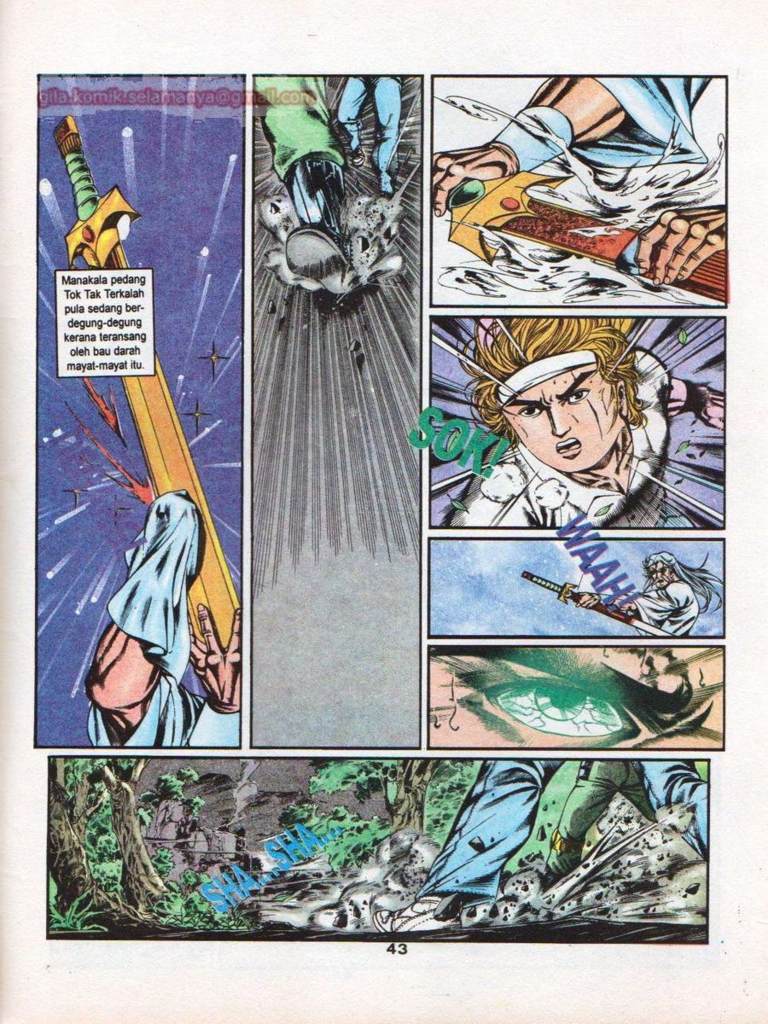 gila.komik.selamanya@gmail.com
Manakala pedang
Tok Tak Terkalah
pula sedang ber-
degung-degung
kerana teransang
oleh bau darah
mayat-mayat itu.
SOK!
WAAH!
SHA...SHA...
43